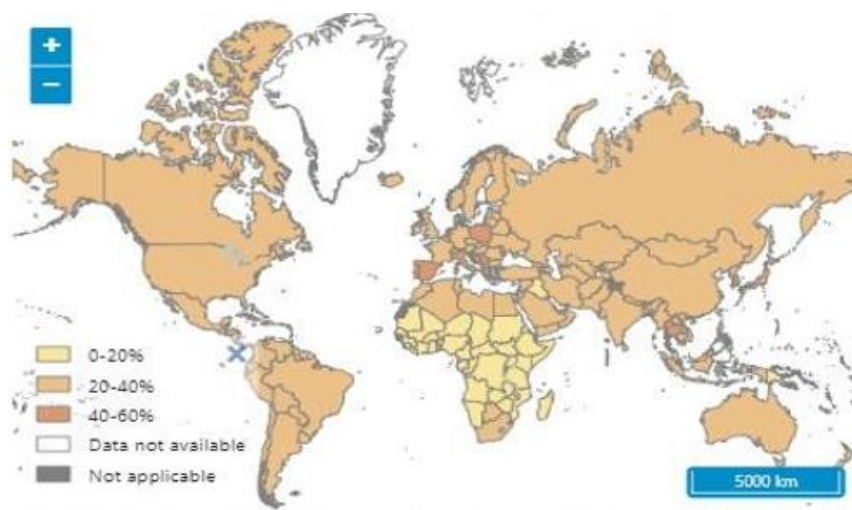 +
−
0-20%
20-40%
40-60%
Data not available
Not applicable
5000 km